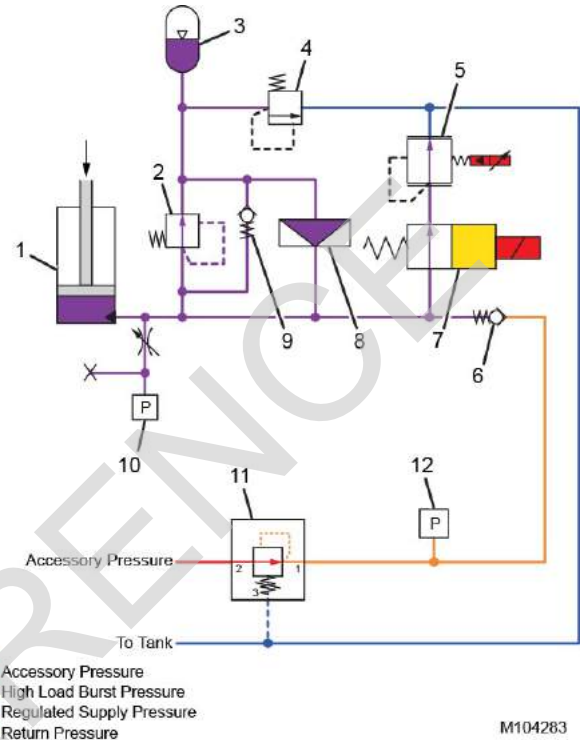 3
4
5
2
1
9
8
7
6
P
10
12
11
P
Accessory Pressure
2
1
3
To Tank
Accessory Pressure
High Load Burst Pressure
Regulated Supply Pressure
Return Pressure
M104283
RENCE